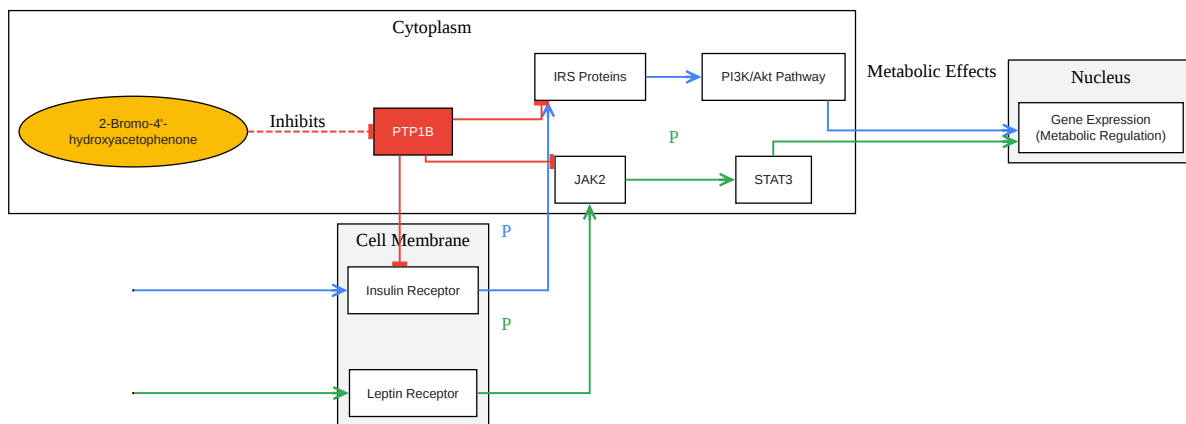 Cytoplasm
IRS Proteins
PI3K/Akt Pathway
Metabolic Effects
Nucleus
2-Bromo-4'-
hydroxyacetophenone
Inhibits
PTP1B
Gene Expression
(Metabolic Regulation)
P
JAK2
STAT3
P
Cell Membrane
Insulin Receptor
P
Leptin Receptor